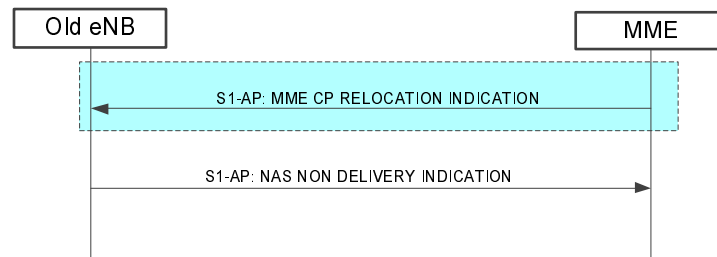 Old eNB
MME
S1-AP: MME CP RELOCATION INDICATION
S1-AP: NAS NON DELIVERY INDICATION